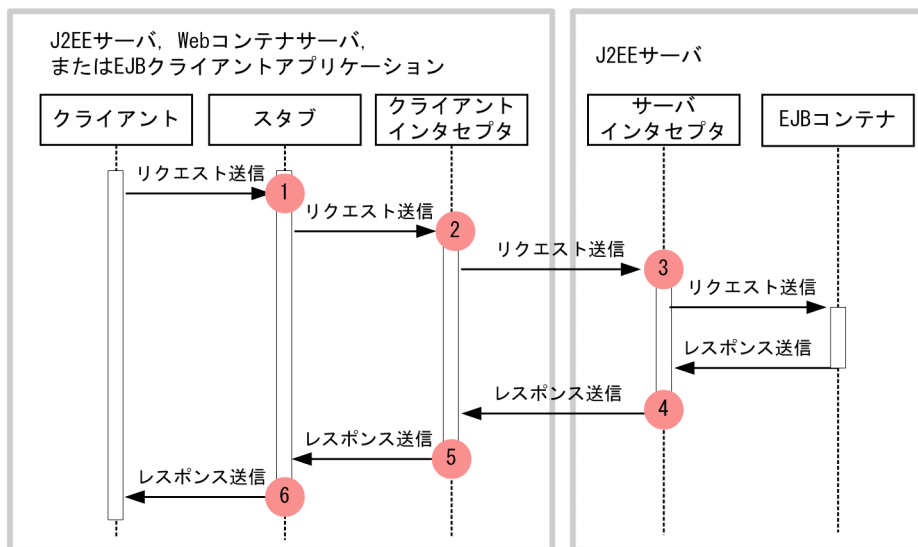 J2EEサーバ, Webコンテナサーバ,
またはEJBクライアントアプリケーション
J2EEサーバ
クライアント
スタブ
クライアント
インタセプタ
サーバ
インタセプタ
EJBコンテナ
リクエスト送信
1
リクエスト送信
2
リクエスト送信
3
リクエスト送信
レスポンス送信
レスポンス送信
4
レスポンス送信
5
レスポンス送信
6